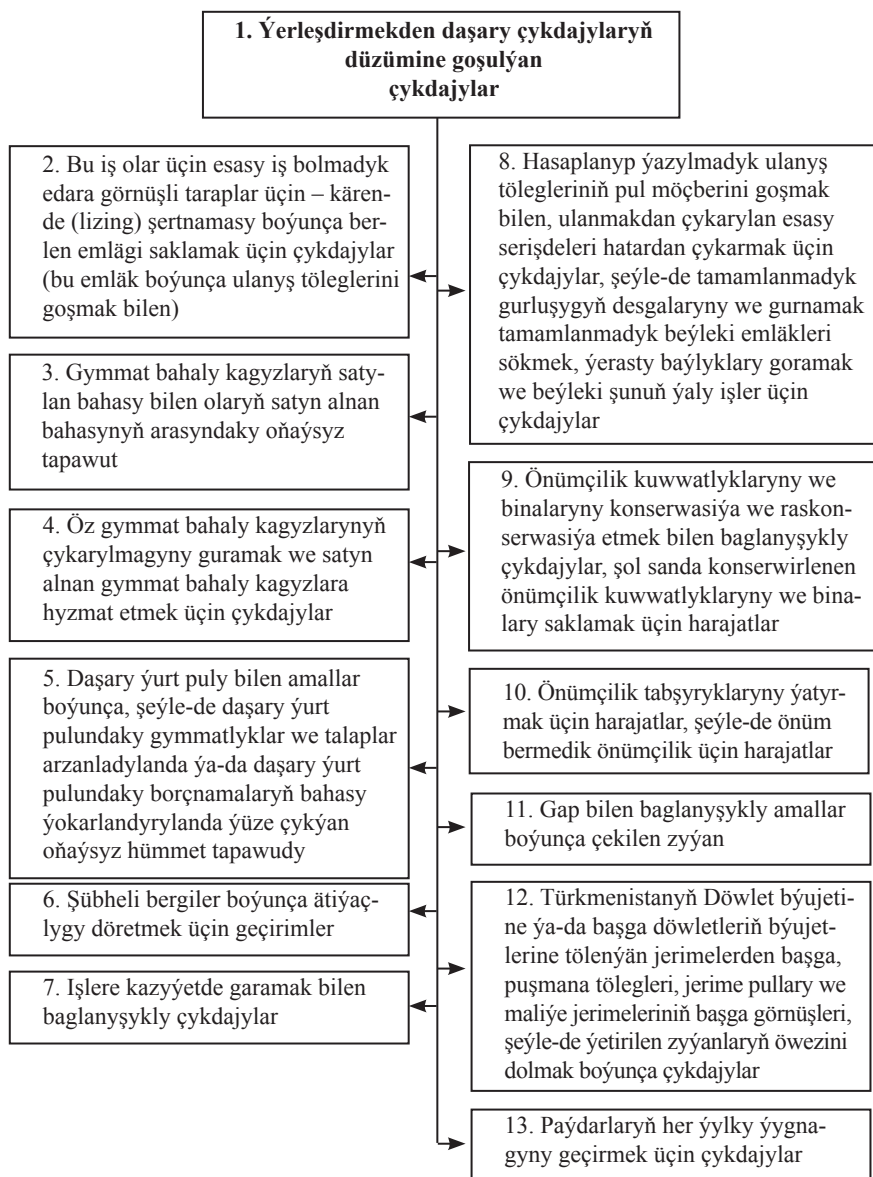 1. Ýerleşdirmekden daşary çykdajylaryň
düzümine goşulýan
çykdajylar
2. Bu iş olar üçin esasy iş bolmadyk
edara görnüşli taraplar üçin – kären-
de (lizing) şertnamasy boýunça ber-
len emlägi saklamak üçin çykdajylar
(bu emläk boýunça ulanyş töleglerini
goşmak bilen)
3. Gymmat bahaly kagyzlaryň saty-
lan bahasy bilen olaryň satyn alnan
bahasynyň arasyndaky oňaýsyz
tapawut
4. Öz gymmat bahaly kagyzlarynyň
çykarylmagyny guramak we satyn
alnan gymmat bahaly kagyzlara
hyzmat etmek üçin çykdajylar
5. Daşary ýurt puly bilen amallar
boýunça, şeýle-de daşary ýurt
pulundaky gymmatlyklar we talaplar
arzanladylanda ýa-da daşary ýurt
pulundaky borçnamalaryň bahasy
ýokarlandyrylanda ýüze çykýan
oňaýsyz hümmet tapawudy
6. Şübheli bergiler boýunça ätiýaç-
lygy döretmek üçin geçirimler
7. Işlere kazyýetde garamak bilen
baglanyşykly çykdajylar
8. Hasaplanyp ýazylmadyk ulanyş
tölegleriniň pul möçberini goşmak
bilen, ulanmakdan çykarylan esasy
serişdeleri hatardan çykarmak üçin
çykdajylar, şeýle-de tamamlanmadyk
gurluşygyň desgalaryny we gurnamak
tamamlanmadyk beýleki emläkleri
sökmek, ýerasty baýlyklary goramak
we beýleki şunuň ýaly işler üçin
çykdajylar
9. Önümçilik kuwwatlyklaryny we
binalaryny konserwasiýa we raskon-
serwasiýa etmek bilen baglanyşykly
çykdajylar, şol sanda konserwirlenen
önümçilik kuwwatlyklaryny we bina-
lary saklamak üçin harajatlar
10. Önümçilik tabşyryklaryny ýatyr-
mak üçin harajatlar, şeýle-de önüm
bermedik önümçilik üçin harajatlar
11. Gap bilen baglanyşykly amallar
boýunça çekilen zyýan
12. Türkmenistanyň Döwlet býujeti-
ne ýa-da başga döwletleriň býujet-
lerine tölenýän jerimelerden başga,
puşmana tölegleri, jerime pullary we
maliýe jerimeleriniň başga görnüşleri,
şeýle-de ýetirilen zyýanlaryň öwezini
dolmak boýunça çykdajylar
13. Paýdarlaryň her ýylky ýygna-
gyny geçirmek üçin çykdajylar